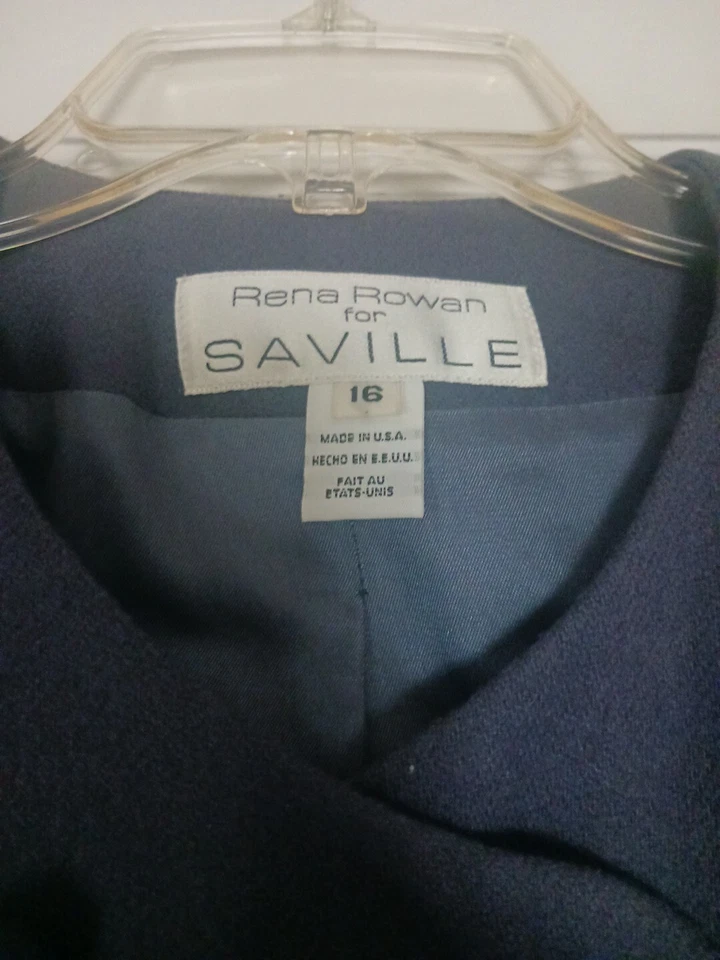 Rena Rowan
for
SAVILLE
16
MADE IN U.S.A.
HECHO EN E.E.U.U.
FAIT AU
ETATS-UNIS